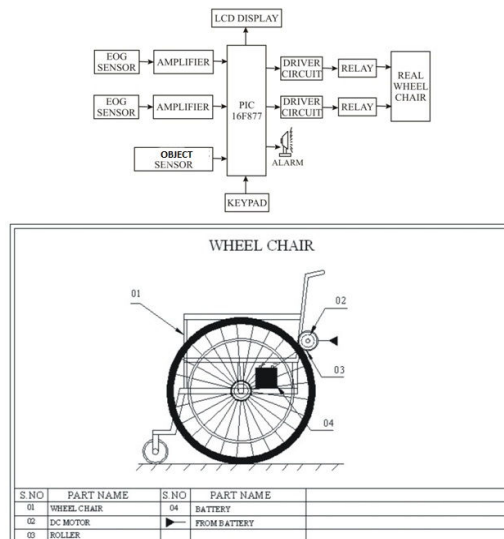 LCD DISPLAY
EOG
SENSOR
AMPLIFIER
EOG
SENSOR
AMPLIFIER
OBJECT
SENSOR
PIC
16F877
DRIVER
CIRCUIT
RELAY
DRIVER
CIRCUIT
RELAY
REAL
WHEEL
CHAIR
ALARM
KEYPAD
WHEEL CHAIR
01
02
03
04
S.NO PART NAME S.NO PART NAME
01 WHEEL CHAIR 04 BATTERY
02 DC MOTOR FROM BATTERY
03 ROLLER